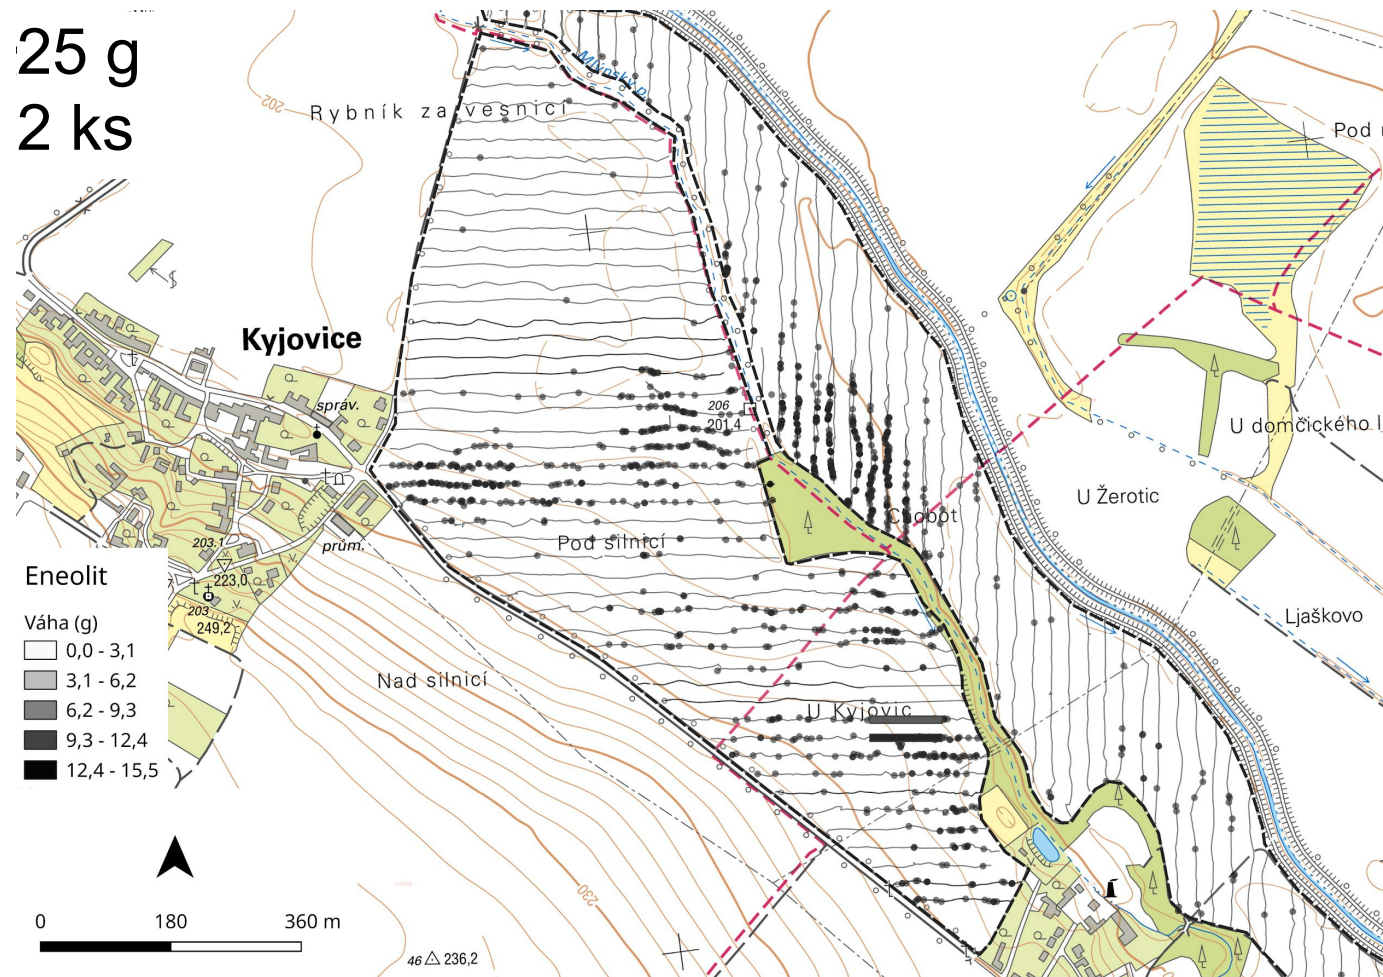 25 g
2 ks
Mlýnský p.
202
Rybník za vesnicí
Pod
Kyjovice
správ.
206
201,4
U domčického l
U Žerotic
Chobot
Pod silnicí
prům.
203.1
223,0
203
249,2
Ljaškovo
Nad silnicí
U Kyjovic
Eneolit
Váha (g)
0,0 - 3,1
3,1 - 6,2
6,2 - 9,3
9,3 - 12,4
12,4 - 15,5
230
0 180 360 m
46 236,2